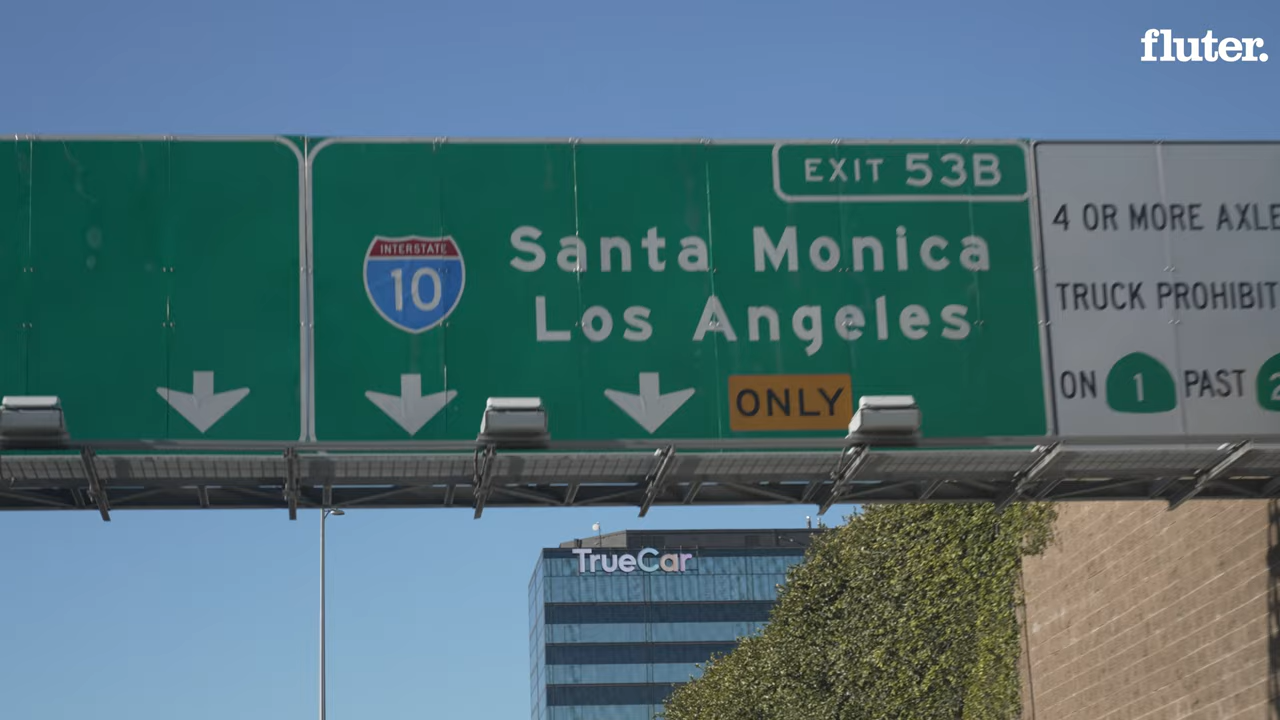 fluter.
EXIT 53B
INTERSTATE
10
Santa Monica
Los Angeles
ONLY
4 OR MORE AXLE
TRUCK PROHIBIT
ON 1 PAST 2
TrueCar